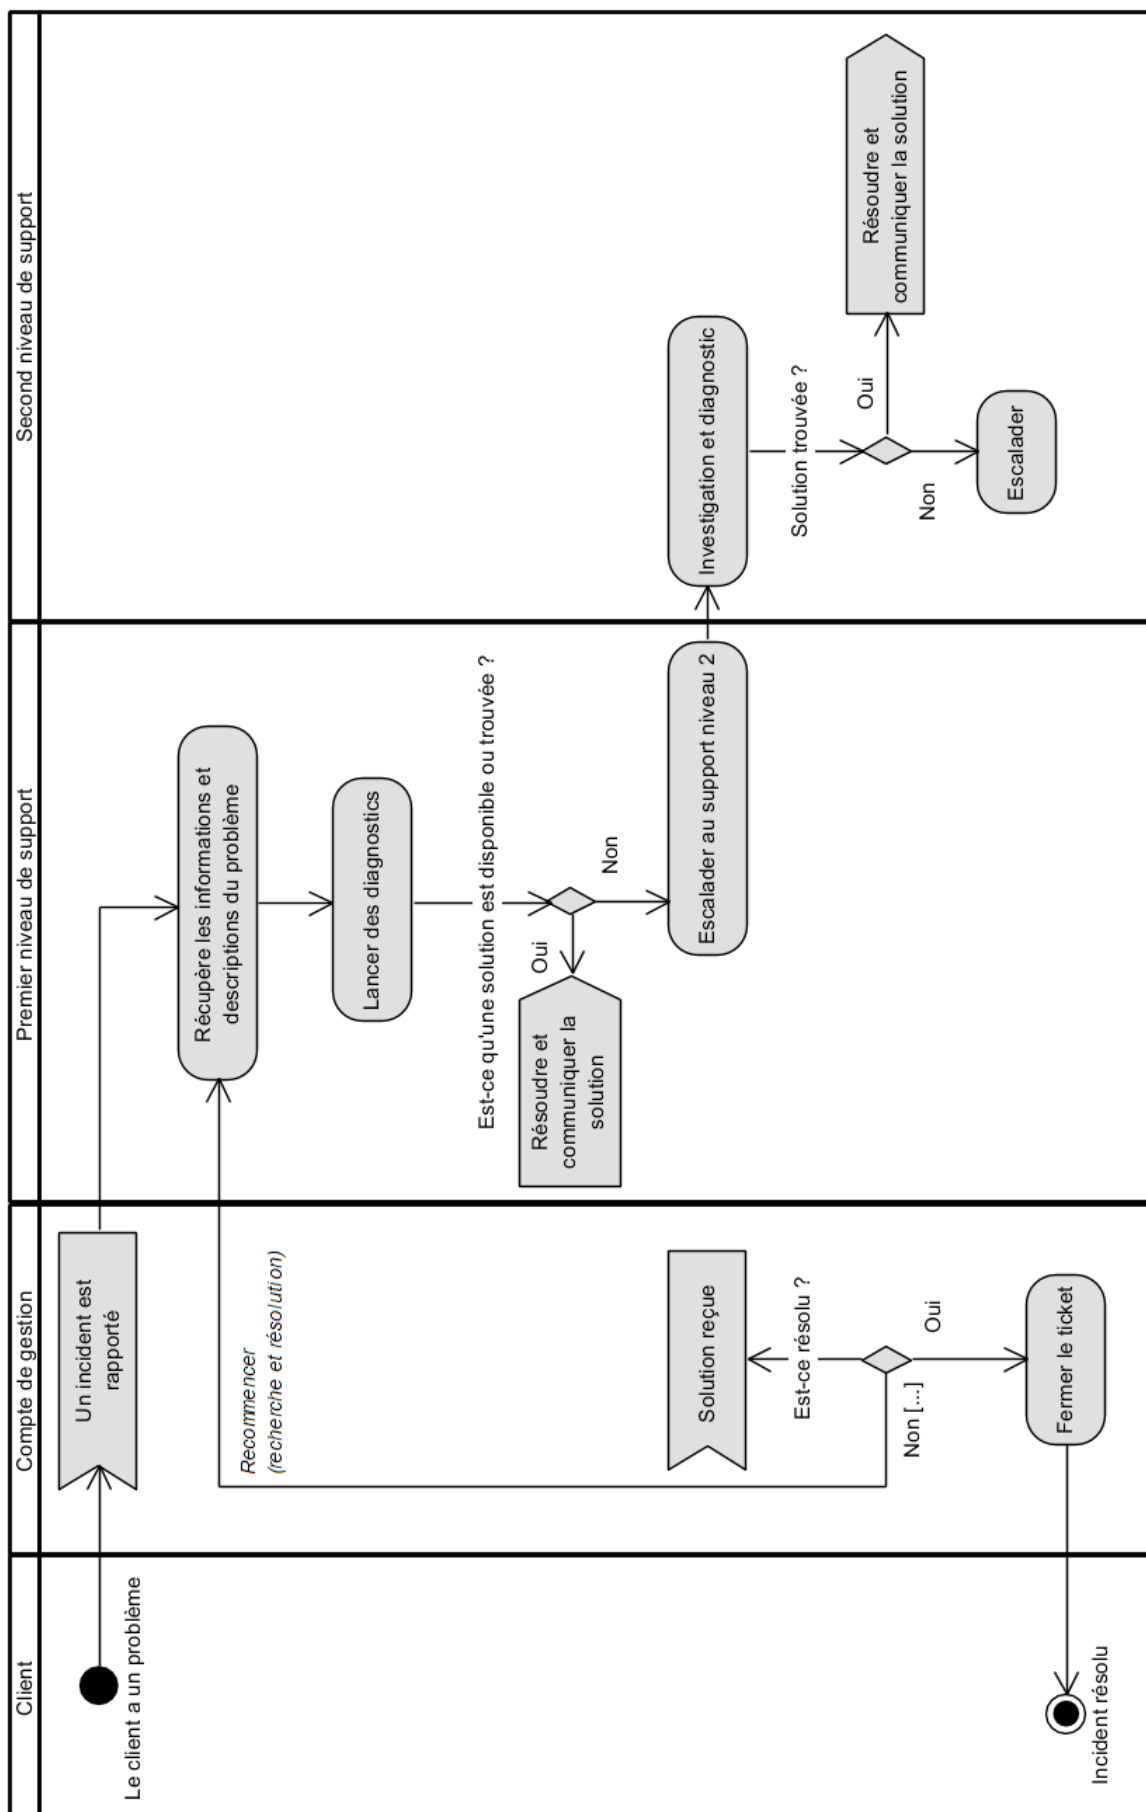 Client
Compte de gestion
Premier niveau de support
Second niveau de support
Le client a un problème
Un incident est
rapporté
Récupère les informations et
descriptions du problème
Recommencer
(recherche et résolution)
Lancer des diagnostics
Est-ce qu'une solution est disponible ou trouvée ?
Oui
Non
Résoudre et
communiquer la
solution
Escalader au support niveau 2
Investigation et diagnostic
Solution trouvée ?
Oui
Non
Résoudre et
communiquer la solution
Escalader
Solution reçue
Est-ce résolu ?
Non [...]
Oui
Fermer le ticket
Incident résolu